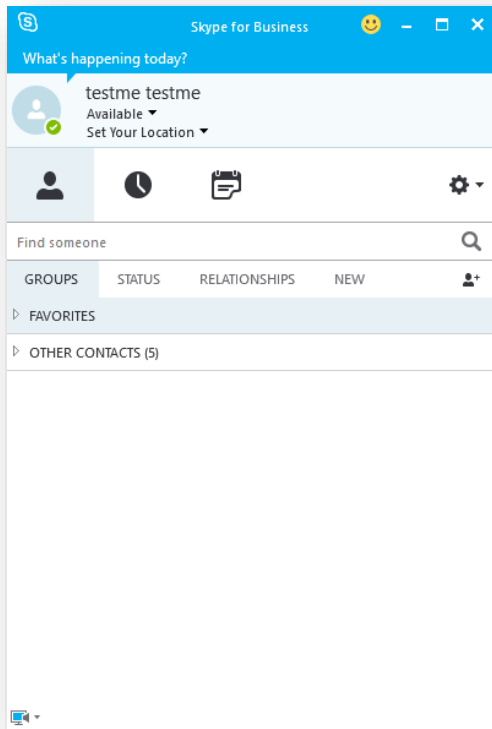 Skype for Business
What's happening today?
testme testme
Available
Set Your Location
Find someone
GROUPS STATUS RELATIONSHIPS NEW
FAVORITES
OTHER CONTACTS (5)